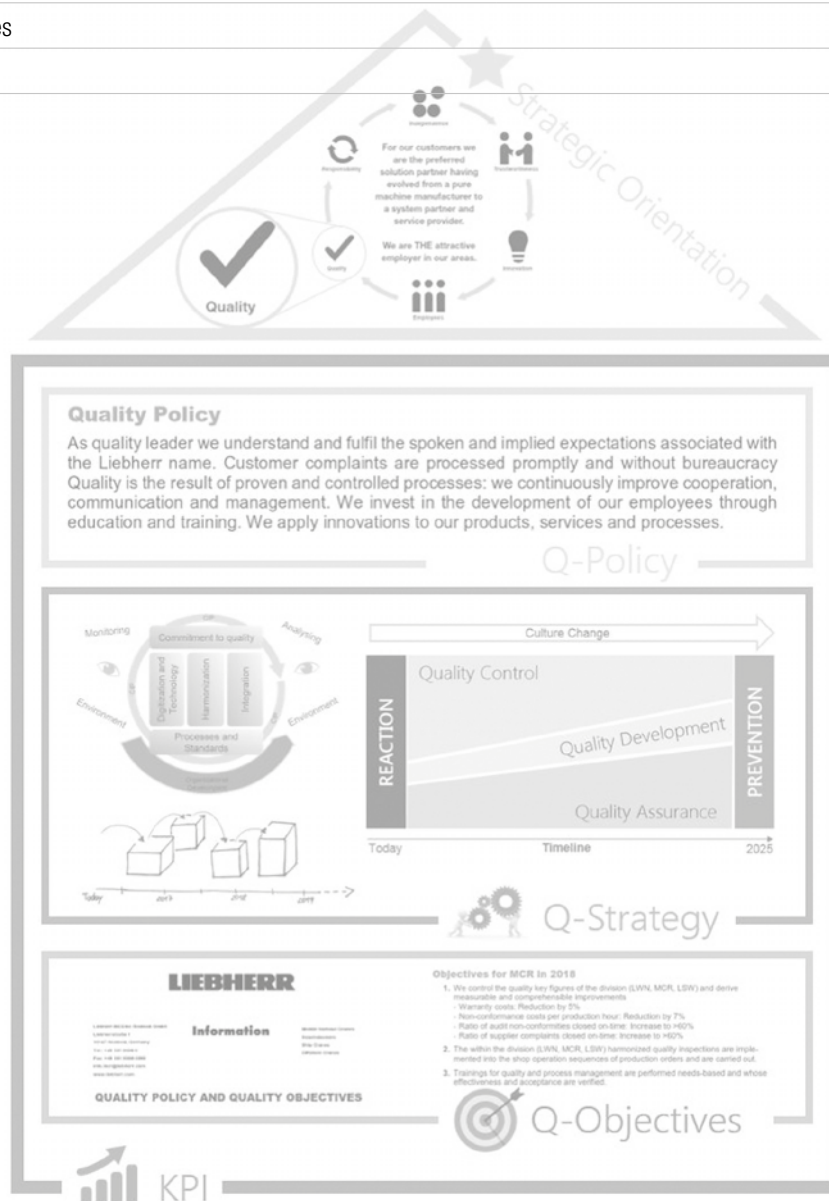 es
Strategic Orientation
Independence
Responsibility
Trustworthiness
For our customers we
are the preferred
solution partner having
evolved from a pure
machine manufacturer to
a system partner and
service provider.
We are THE attractive
employer in our areas.
Quality
Innovation
Quality
Employees
Quality Policy
As quality leader we understand and fulfil the spoken and implied expectations associated with
the Liebherr name. Customer complaints are processed promptly and without bureaucracy
Quality is the result of proven and controlled processes: we continuously improve cooperation,
communication and management. We invest in the development of our employees through
education and training. We apply innovations to our products, services and processes.
Q-Policy
Monitoring
Analysing
Commitment to quality
Digitization and
Technology
Harmonization
Integration
Environment
Environment
Processes and
Standards
Today
2017
2018
2019
Culture Change
REACTION
Quality Control
Quality Development
Quality Assurance
PREVENTION
Today
Timeline
2025
Q-Strategy
LIEBHERR
Information
QUALITY POLICY AND QUALITY OBJECTIVES
Objectives for MCR in 2018
1. We control the quality key figures of the division (LWN, MCR, LSW) and derive
measurable and comprehensible improvements
- Warranty costs: Reduction by 5%
- Non-conformance costs per production hour: Reduction by 7%
- Ratio of audit non-conformities closed on-time: Increase to >60%
- Ratio of supplier complaints closed on-time: Increase to >60%
2. The within the division (LWN, MCR, LSW) harmonized quality inspections are imple-
mented into the shop operation sequences of production orders and are carried out.
3. Trainings for quality and process management are performed needs-based and whose
effectiveness and acceptance are verified.
Q-Objectives
KPI